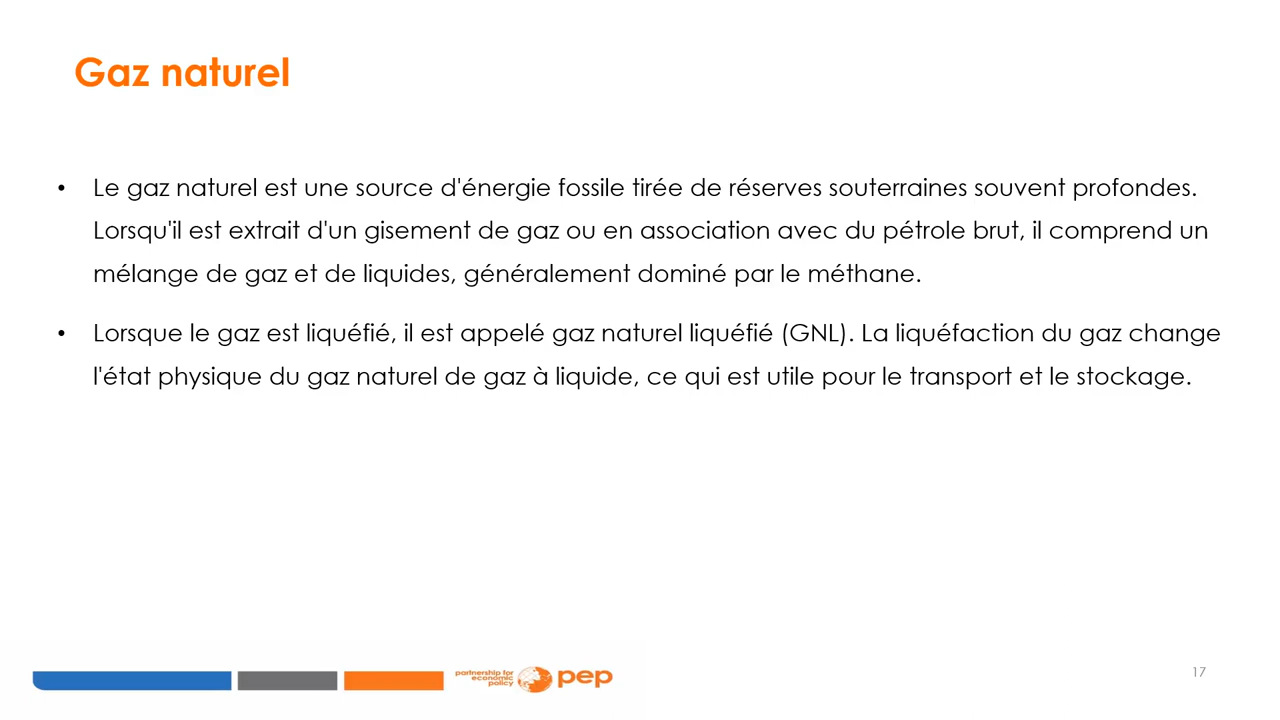 Gaz naturel
• Le gaz naturel est une source d'énergie fossile tirée de réserves souterraines souvent profondes.
Lorsqu'il est extrait d'un gisement de gaz ou en association avec du pétrole brut, il comprend un
mélange de gaz et de liquides, généralement dominé par le méthane.
• Lorsque le gaz est liquéfié, il est appelé gaz naturel liquéfié (GNL). La liquéfaction du gaz change
l'état physique du gaz naturel de gaz à liquide, ce qui est utile pour le transport et le stockage.
partnership for
economic
policy
pep
17